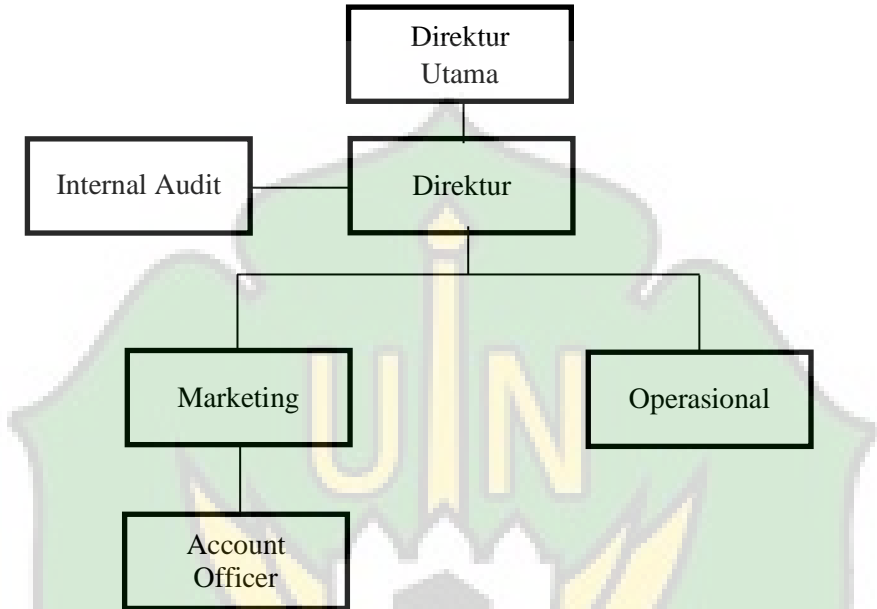 Direktur
Utama
Internal Audit
Direktur
U N
Marketing
Operasional
Account
Officer